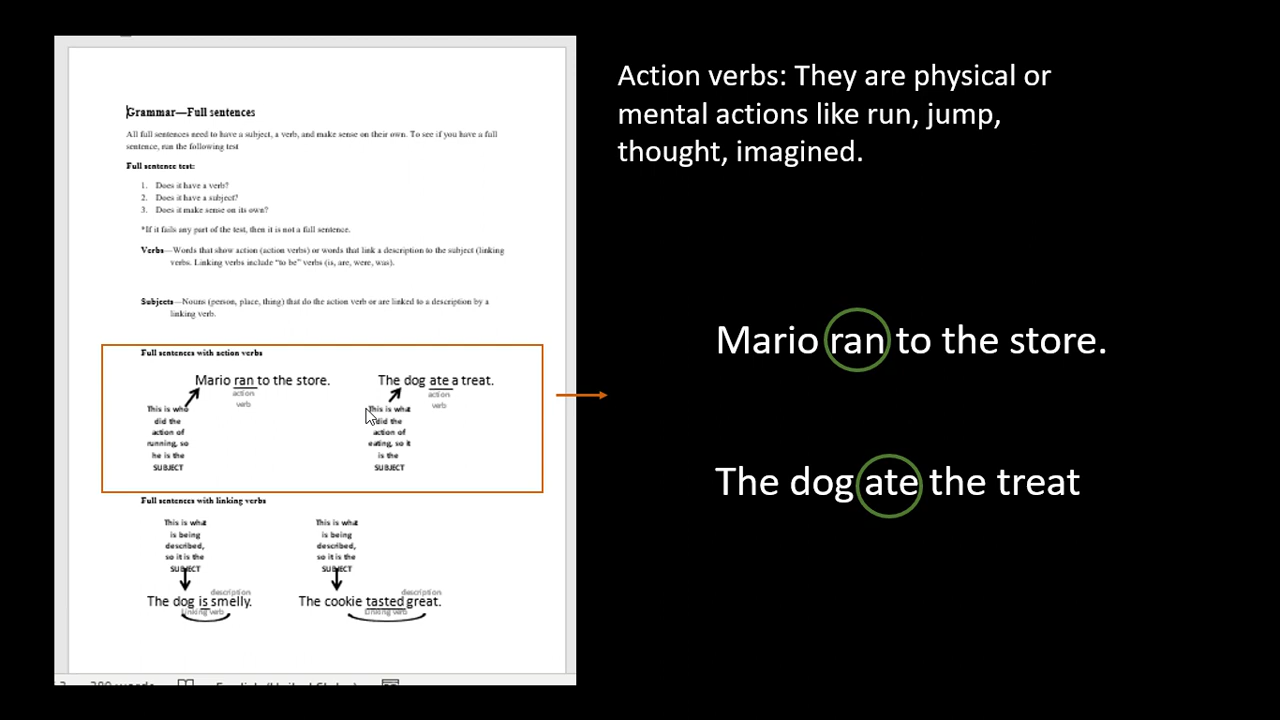 Grammar—Full sentences
All full sentences need to have a subject, a verb, and make sense on their own. To see if you have a full
sentence, run the following test
Full sentence test:
1. Does it have a verb?
2. Does it have a subject?
3. Does it make sense on its own?
*If it fails any part of the test, then it is not a full sentence.
Verbs—Words that show action (action verbs) or words that link a description to the subject (linking
verbs. Linking verbs include “to be” verbs (is, are, were, was).
Subjects—Nouns (person, place, thing) that do the action verb or are linked to a description by a
linking verb.
Full sentences with action verbs
Mario ran to the store.
action
verb
This is who
did the
action of
running, so
he is the
SUBJECT
The dog ate a treat.
action
verb
This is what
did the
action of
eating, so it
is the
SUBJECT
Full sentences with linking verbs
This is what
is being
described,
so it is the
SUBJECT
description
The dog is smelly.
Linking verb
This is what
is being
described,
so it is the
SUBJECT
description
The cookie tasted great.
Linking verb
Action verbs: They are physical or
mental actions like run, jump,
thought, imagined.
Mario ran to the store.
The dog ate the treat